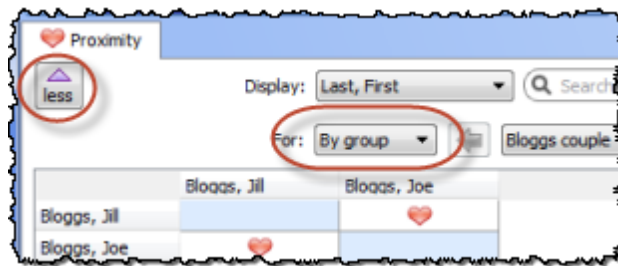 Proximity
less
Display: Last, First Search
For: By group Bloggs couple
Bloggs, Jill Bloggs, Joe
Bloggs, Jill
Bloggs, Joe